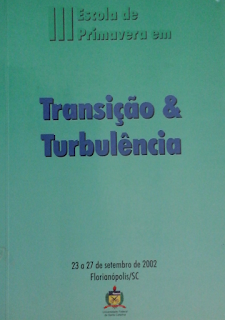 III Escola de
Primavera em
Transição &
Turbulência
23 a 27 de setembro de 2002
Florianópolis/SC